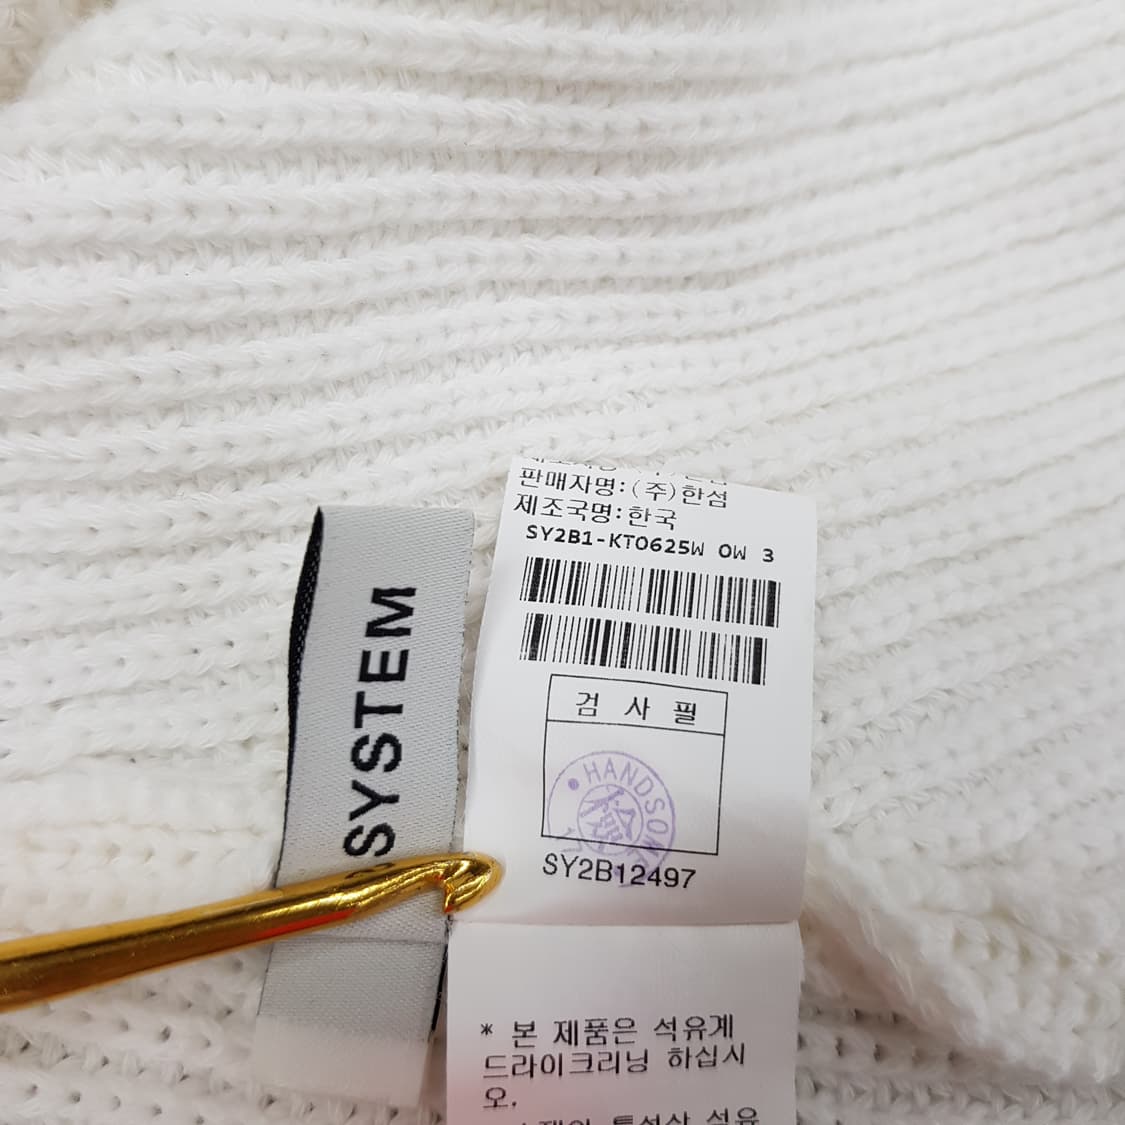 SYSTEM
판매자명:(주)한섬
제조국명:한국
SY2B1-KTO625W OW 3
검 사 필
HANDSOME
檢
SY2B12497
* 본 제품은 석유계
드라이크리닝 하십시
오.